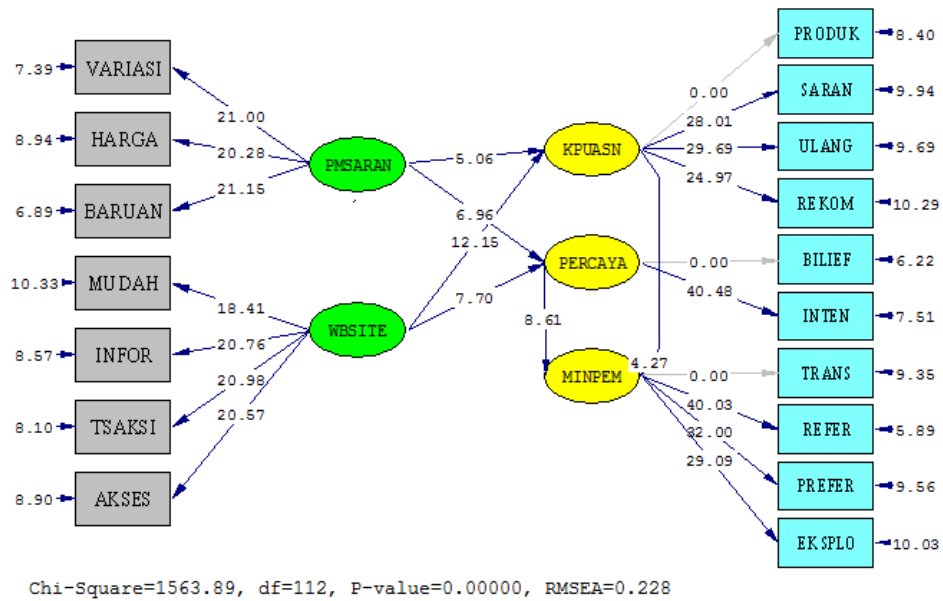 7.39 VARIASI
8.94 HARGA
6.89 BARUAN
10.33 MUDAH
8.57 INFOR
8.10 TSAKSI
8.90 AKSES
21.00
20.28
21.15
18.41
20.76
20.98
20.57
PMSARAN
WBSITE
5.06
6.96
12.15
7.70
KPUASN
PERCAYA
8.61
MINPEM
4.27
0.00
28.01
29.69
24.97
0.00
40.48
0.00
40.03
32.00
29.09
PRODUK 8.40
SARAN 9.94
ULANG 9.69
REKOM 10.29
BILIEF 6.22
INTEN 7.51
TRANS 9.35
REFER 5.89
PREFER 9.56
EKSPLO 10.03
Chi-Square=1563.89, df=112, P-value=0.00000, RMSEA=0.228